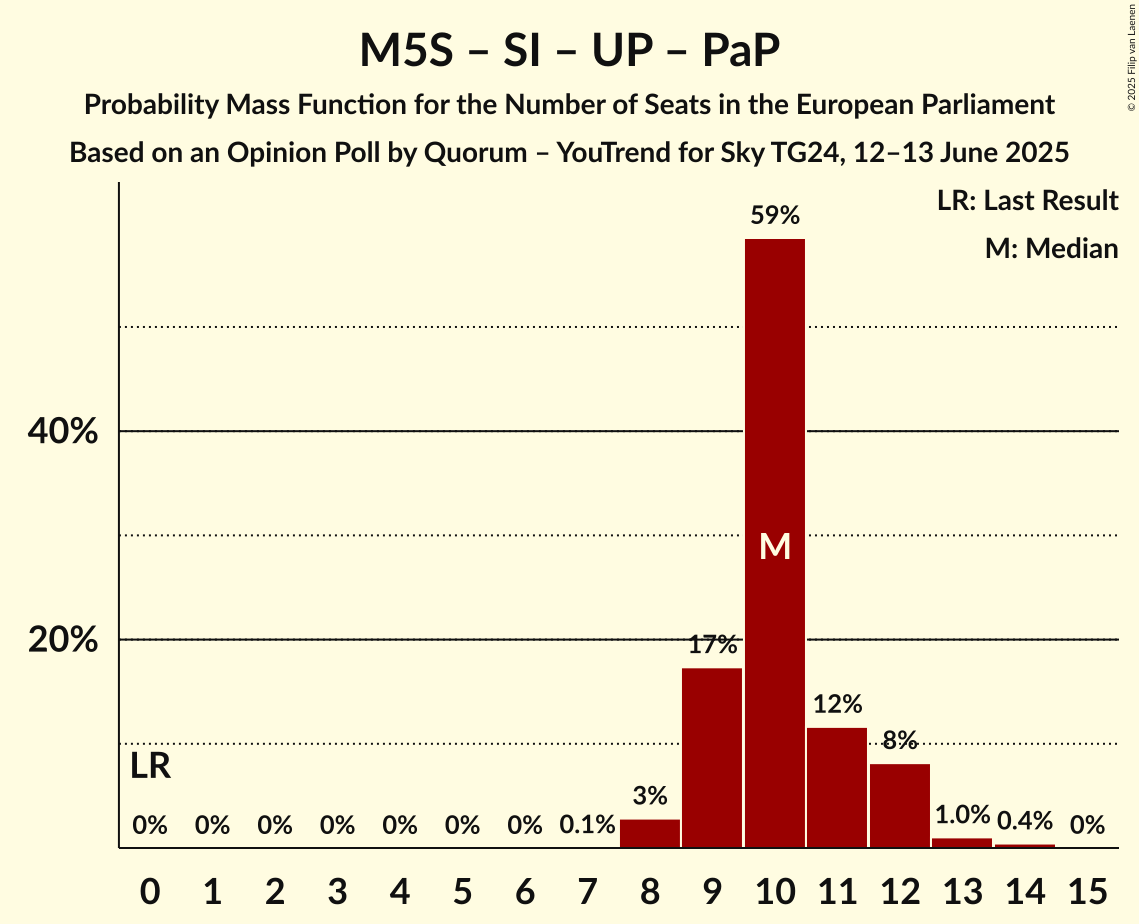 M5S – SI – UP – PaP
Probability Mass Function for the Number of Seats in the European Parliament
Based on an Opinion Poll by Quorum – YouTrend for Sky TG24, 12–13 June 2025
© 2025 Filip van Laenen
LR: Last Result
M: Median
59%
40%
M
20%
17%
12%
8%
LR
3%
0% 0% 0% 0% 0% 0% 0% 0.1% 1.0% 0.4% 0%
0 1 2 3 4 5 6 7 8 9 10 11 12 13 14 15